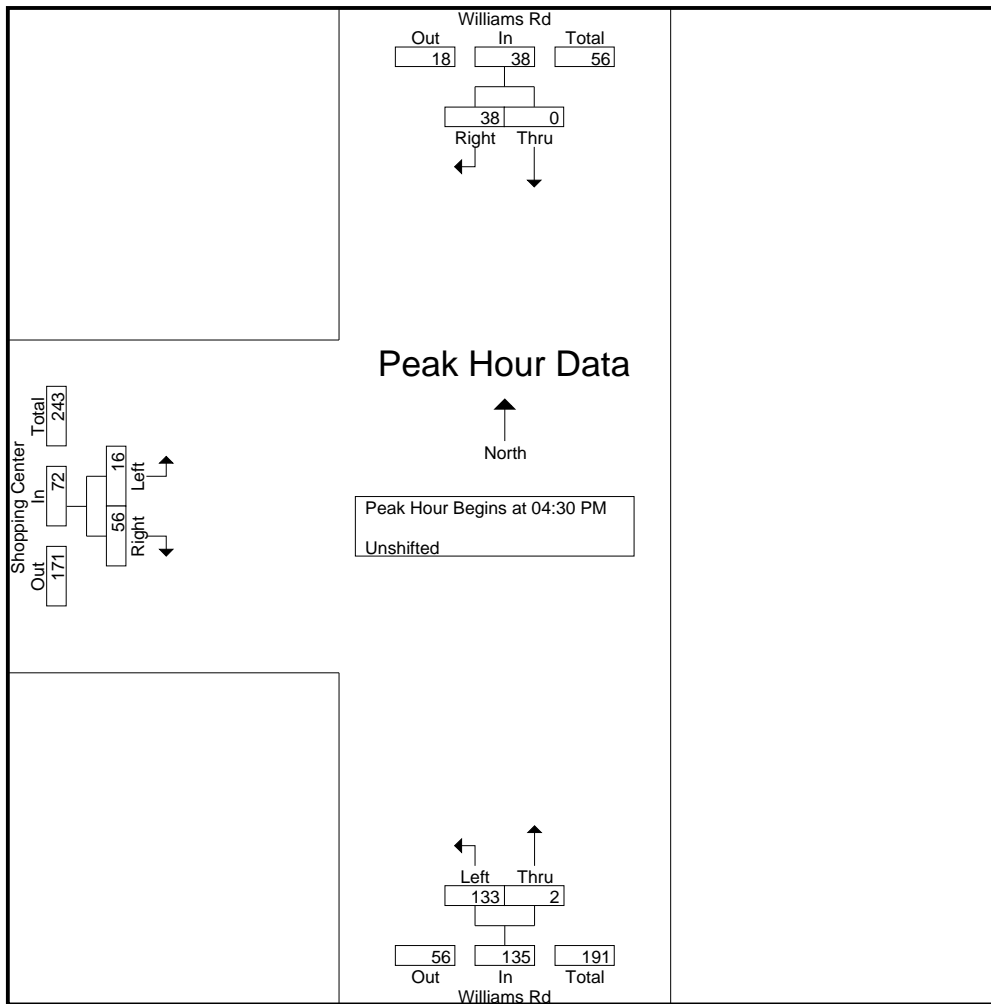 Williams Rd
Out In Total
18 38 56
38 0
Right Thru
Peak Hour Data
North
Peak Hour Begins at 04:30 PM
Unshifted
Shopping Center
Out In Total
171 72 243
56 16
Right Left
Left Thru
133 2
56 135 191
Out In Total
Williams Rd